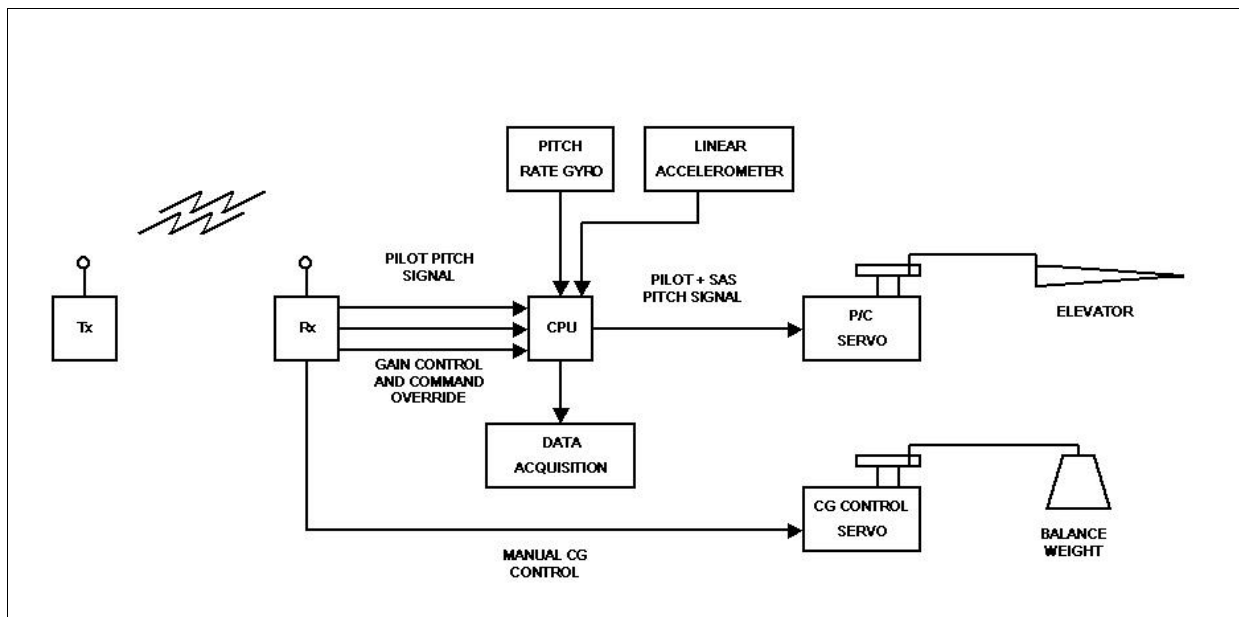 PITCH
RATE GYRO
LINEAR
ACCELEROMETER
PILOT PITCH
SIGNAL
PILOT + SAS
PITCH SIGNAL
Tx
Rx
CPU
P/C
SERVO
ELEVATOR
GAIN CONTROL
AND COMMAND
OVERRIDE
DATA
ACQUISITION
CG CONTROL
SERVO
BALANCE
WEIGHT
MANUAL CG
CONTROL